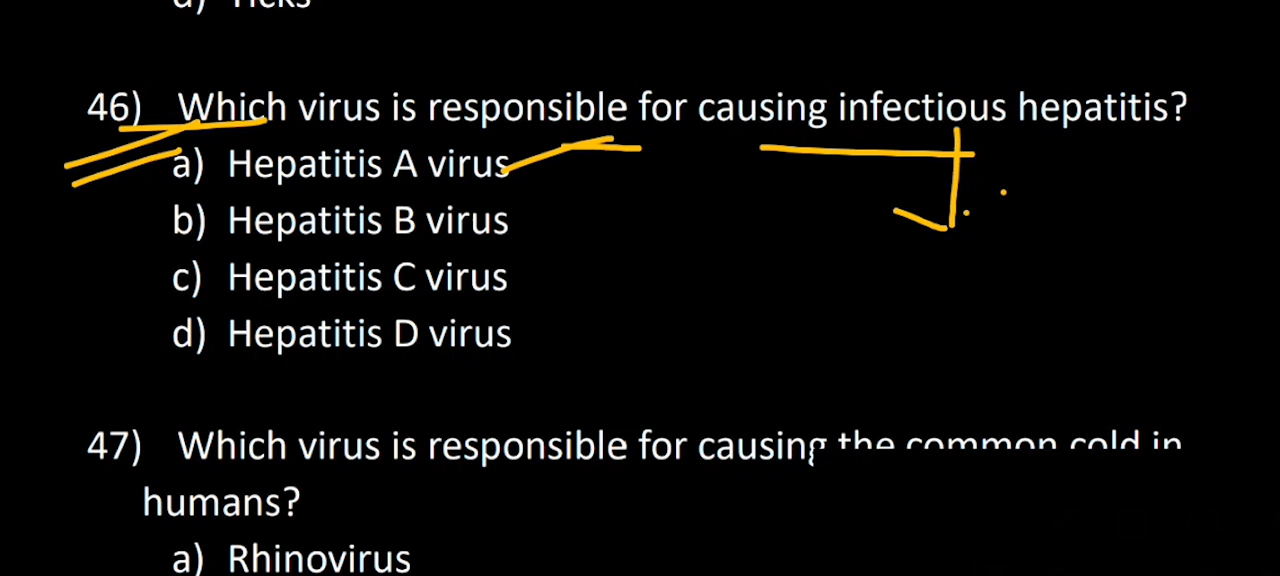 d) Ticks
46) Which virus is responsible for causing infectious hepatitis?
a) Hepatitis A virus
b) Hepatitis B virus
c) Hepatitis C virus
d) Hepatitis D virus
47) Which virus is responsible for causing the common cold in
humans?
a) Rhinovirus